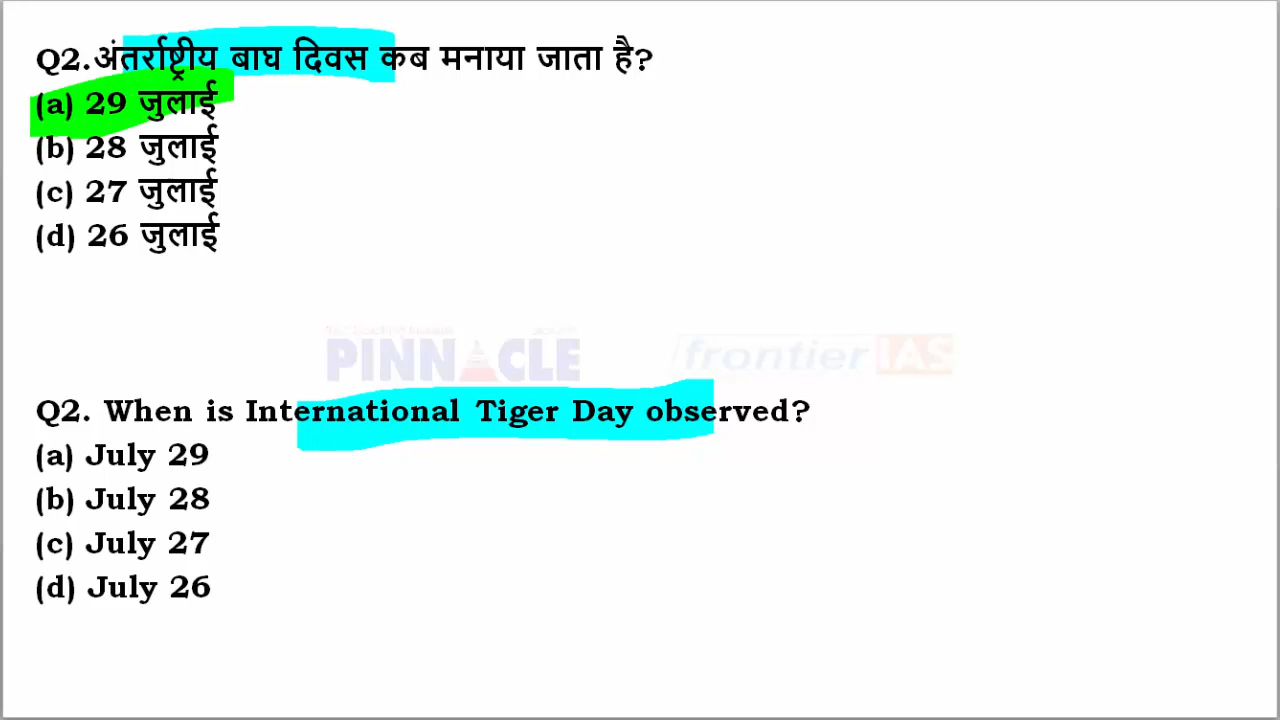 Q2.अंतर्राष्ट्रीय बाघ दिवस कब मनाया जाता है?
(a) 29 जुलाई
(b) 28 जुलाई
(c) 27 जुलाई
(d) 26 जुलाई
PINNACLE frontier IAS
Q2. When is International Tiger Day observed?
(a) July 29
(b) July 28
(c) July 27
(d) July 26